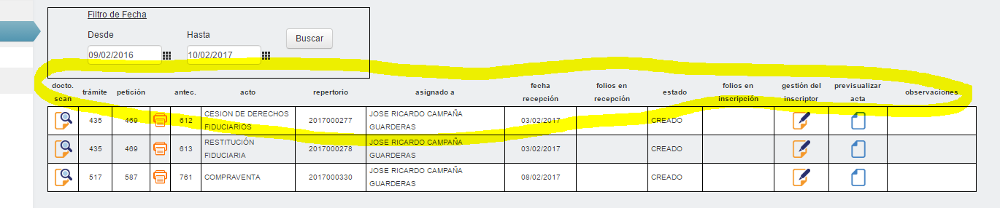 Filtro de Fecha
Desde Hasta
09/02/2016 10/02/2017 Buscar
docto. scan trámite petición antec. acto repertorio asignado a fecha recepción folios en recepción estado folios en inscripción gestión del inscriptor previsualizar acta observaciones
435 469 612 CESION DE DERECHOS FIDUCIARIOS 2017000277 JOSE RICARDO CAMPAÑA GUARDERAS 03/02/2017 CREADO
435 469 613 RESTITUCIÓN FIDUCIARIA 2017000278 JOSE RICARDO CAMPAÑA GUARDERAS 03/02/2017 CREADO
517 587 761 COMPRAVENTA 2017000330 JOSE RICARDO CAMPAÑA GUARDERAS 08/02/2017 CREADO